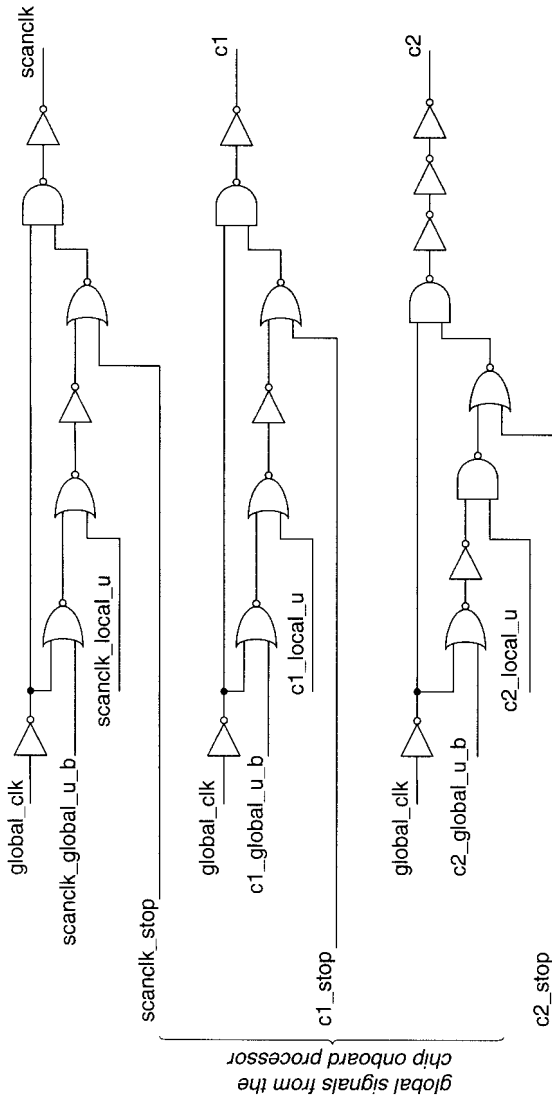 global_clk
scanclk
scanclk_global_u_b
scanclk_local_u
scanclk_stop
global_clk
c1
c1_global_u_b
c1_local_u
c1_stop
global_clk
c2
c2_global_u_b
c2_local_u
c2_stop
global signals from the
chip onboard processor